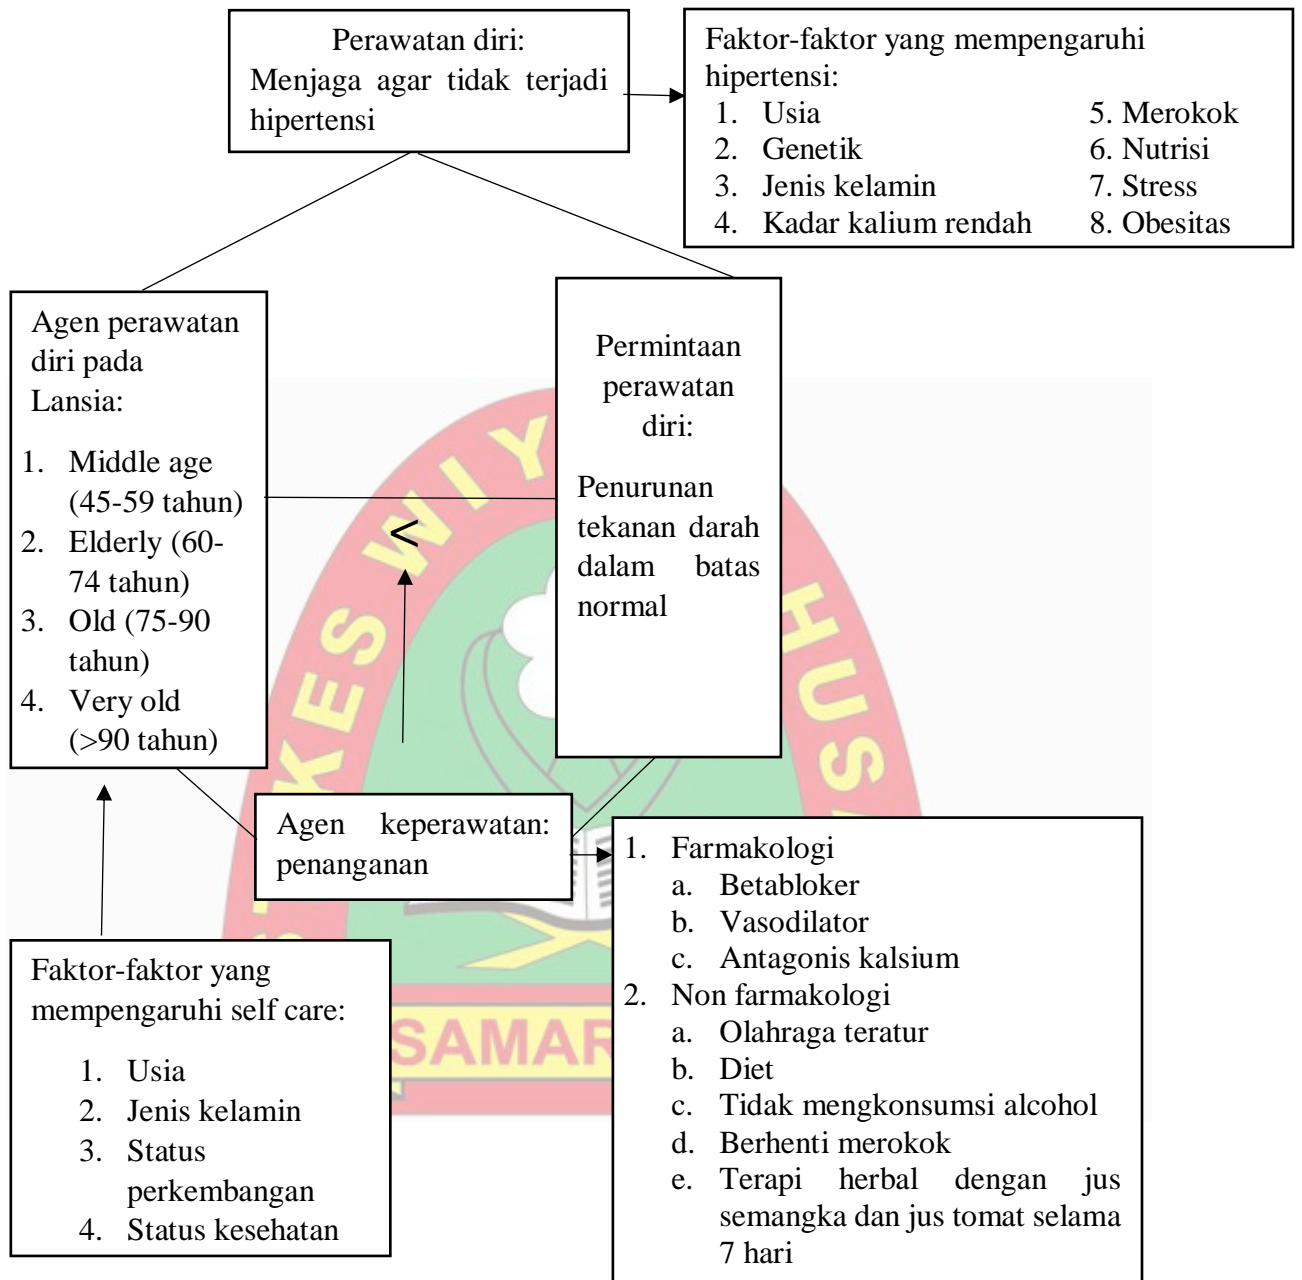 Perawatan diri:
Menjaga agar tidak terjadi
hipertensi
Faktor-faktor yang mempengaruhi
hipertensi:
1. Usia
2. Genetik
3. Jenis kelamin
4. Kadar kalium rendah
5. Merokok
6. Nutrisi
7. Stress
8. Obesitas
Agen perawatan
diri pada
Lansia:
1. Middle age
(45-59 tahun)
2. Elderly (60-
74 tahun)
3. Old (75-90
tahun)
4. Very old
(>90 tahun)
<
Permintaan
perawatan
diri:
Penurunan
tekanan darah
dalam batas
normal
Agen keperawatan:
penanganan
Faktor-faktor yang
mempengaruhi self care:
1. Usia
2. Jenis kelamin
3. Status
perkembangan
4. Status kesehatan
1. Farmakologi
a. Betabloker
b. Vasodilator
c. Antagonis kalsium
2. Non farmakologi
a. Olahraga teratur
b. Diet
c. Tidak mengkonsumsi alcohol
d. Berhenti merokok
e. Terapi herbal dengan jus
semangka dan jus tomat selama
7 hari
KES WIY
HUS
SAMAR